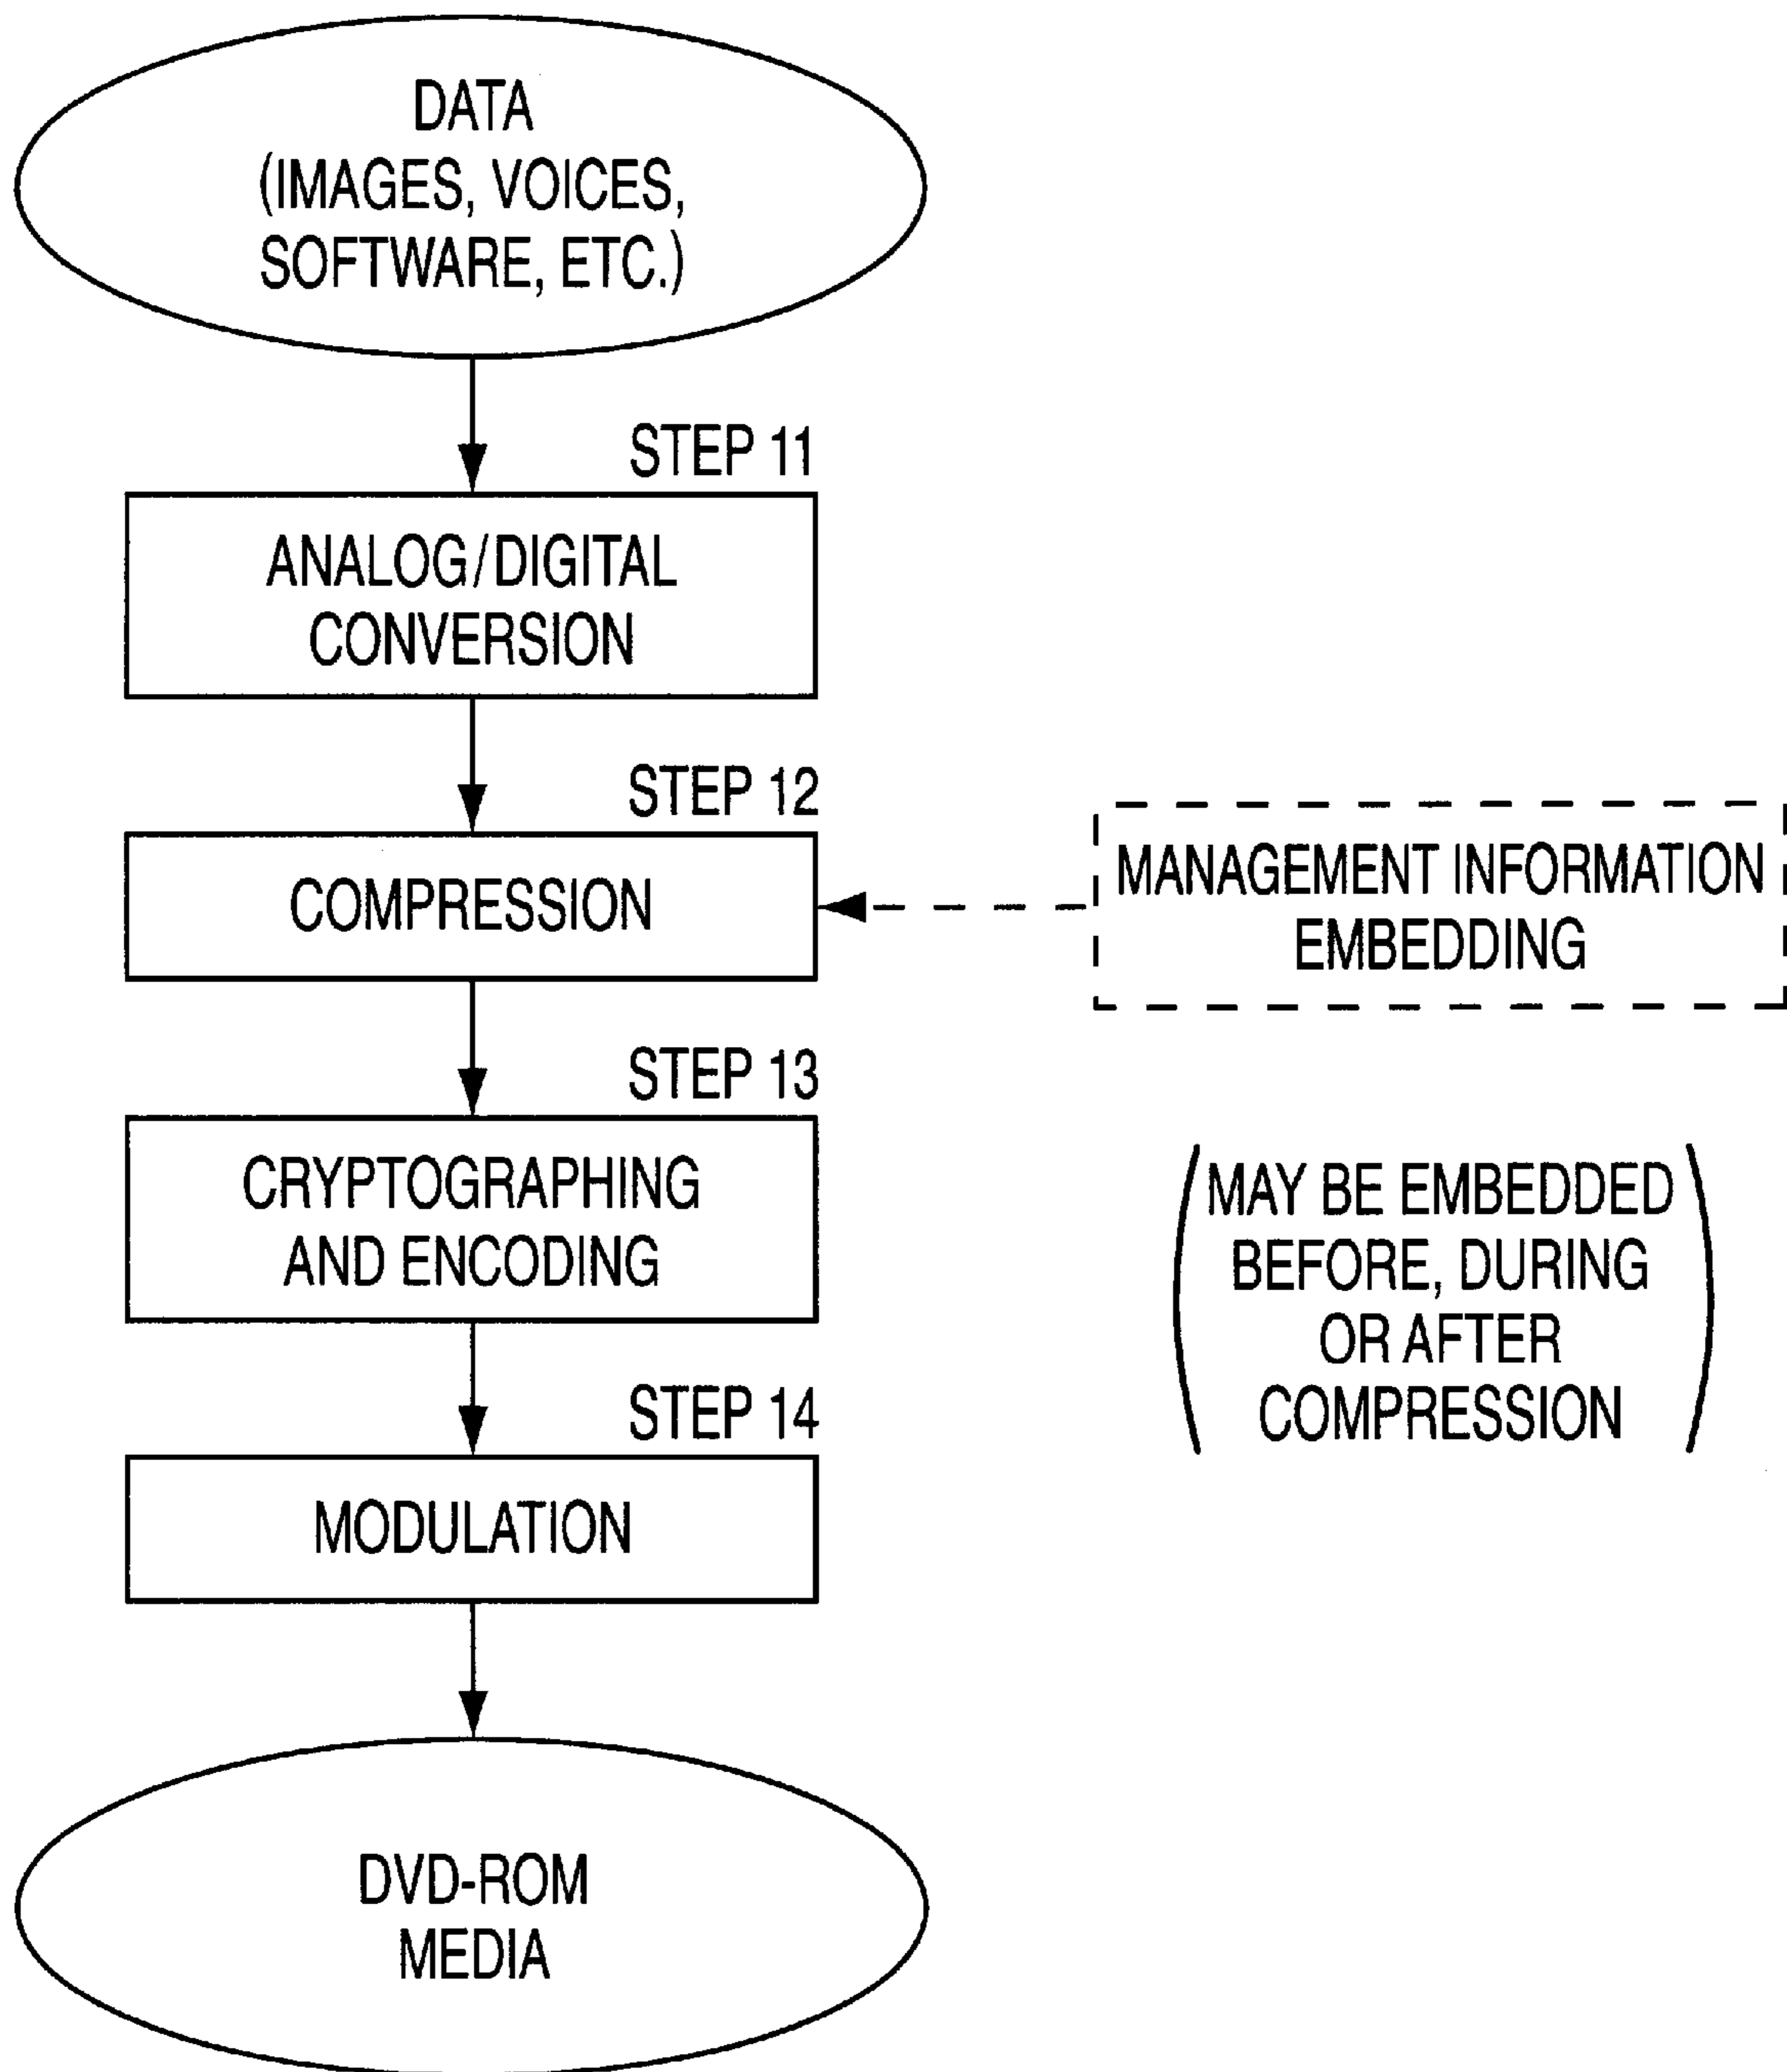 DATA
(IMAGES, VOICES,
SOFTWARE, ETC.)
STEP 11
ANALOG/DIGITAL
CONVERSION
STEP 12
COMPRESSION
MANAGEMENT INFORMATION
EMBEDDING
STEP 13
CRYPTOGRAPHING
AND ENCODING
(MAY BE EMBEDDED
BEFORE, DURING
OR AFTER
COMPRESSION)
STEP 14
MODULATION
DVD-ROM
MEDIA